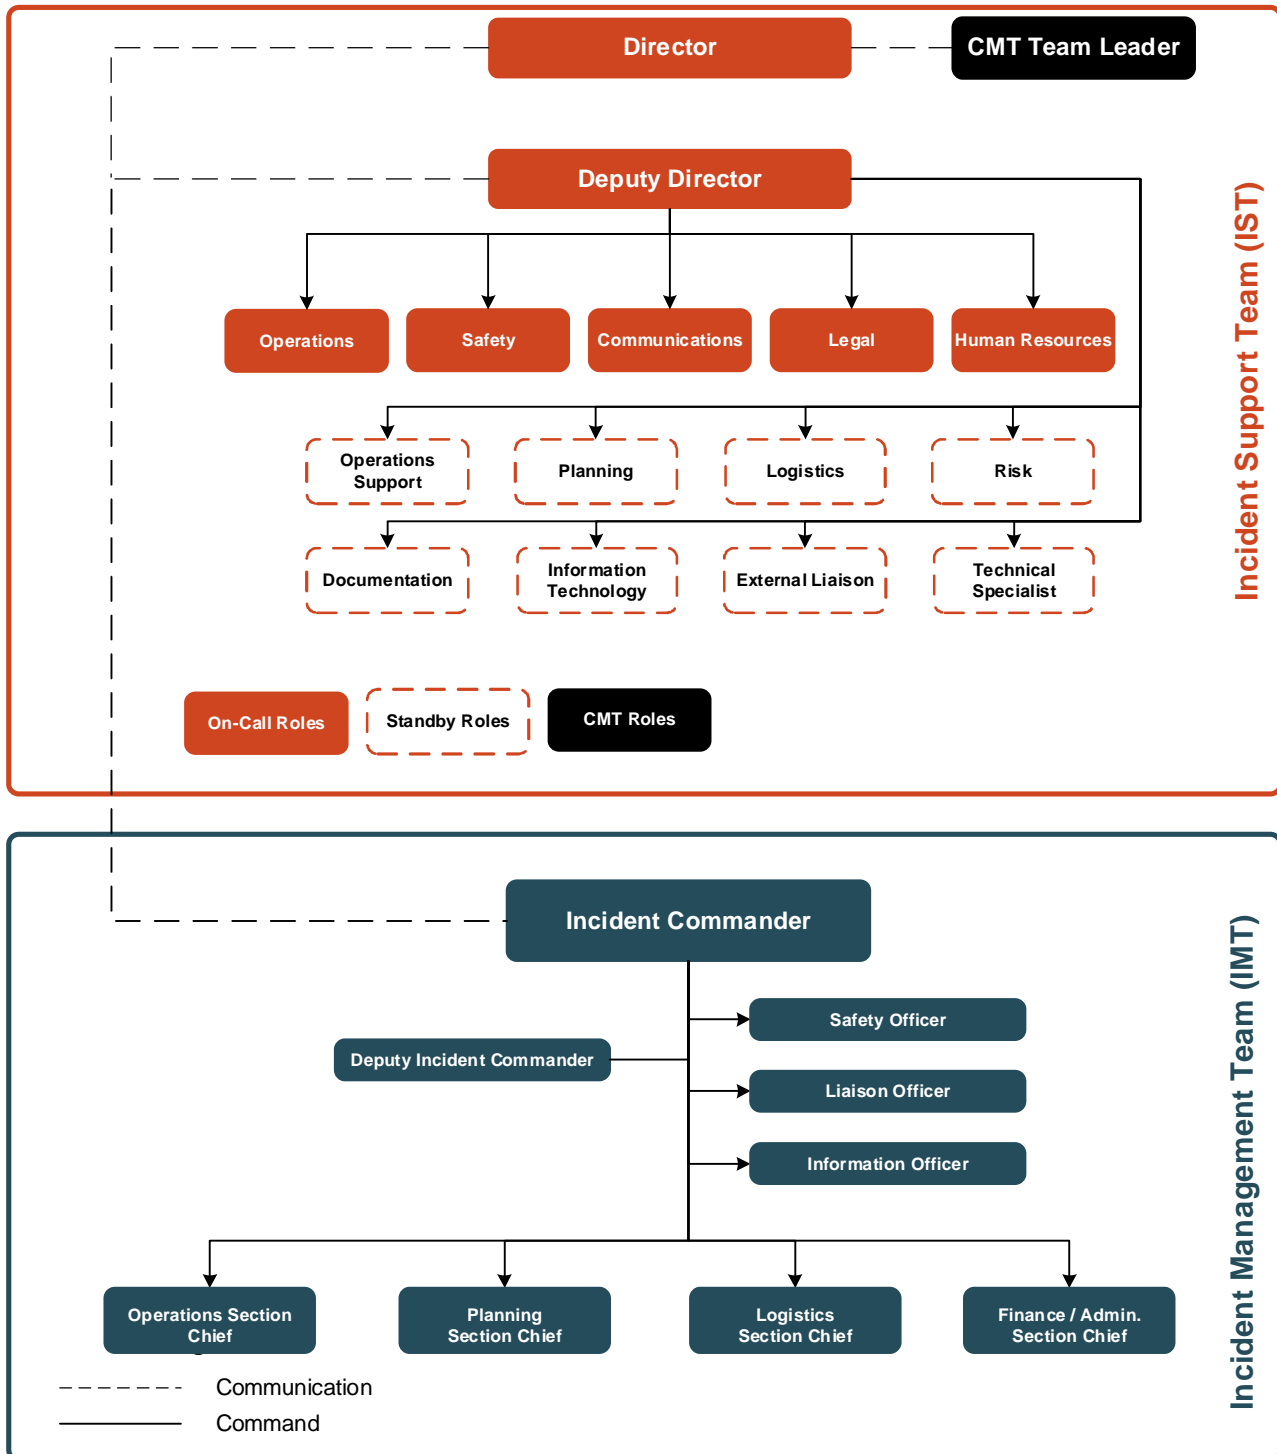 Director
CMT Team Leader
Deputy Director
Operations
Safety
Communications
Legal
Human Resources
Operations
Support
Planning
Logistics
Risk
Documentation
Information
Technology
External Liaison
Technical
Specialist
On-Call Roles
Standby Roles
CMT Roles
Incident Support Team (IST)
Incident Commander
Safety Officer
Deputy Incident Commander
Liaison Officer
Information Officer
Operations Section
Chief
Planning
Section Chief
Logistics
Section Chief
Finance / Admin.
Section Chief
Communication
Command
Incident Management Team (IMT)